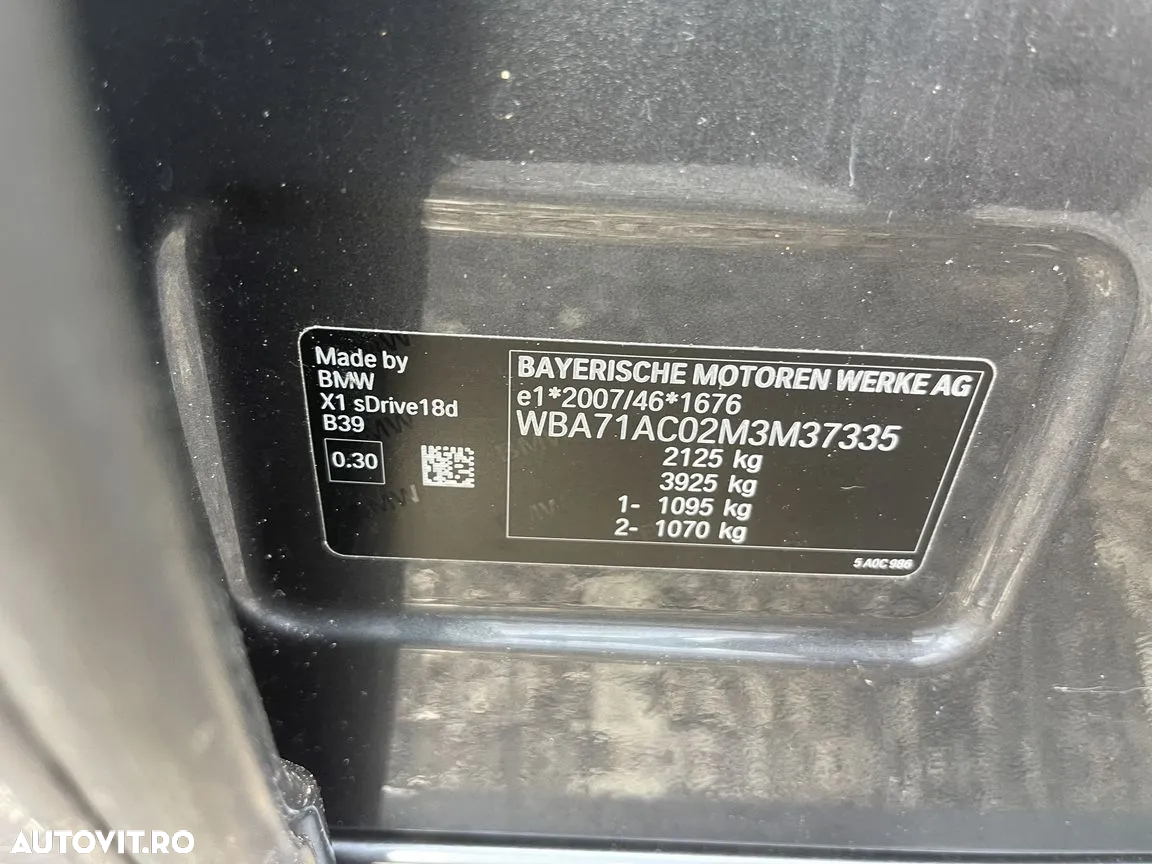 Made by
BMW
X1 sDrive18d
B39
0.30
BAYERISCHE MOTOREN WERKE AG
e1*2007/46*1676
WBA71AC02M3M37335
2125 kg
3925 kg
1- 1095 kg
2- 1070 kg
5 A0C 986
AUTOVIT.RO